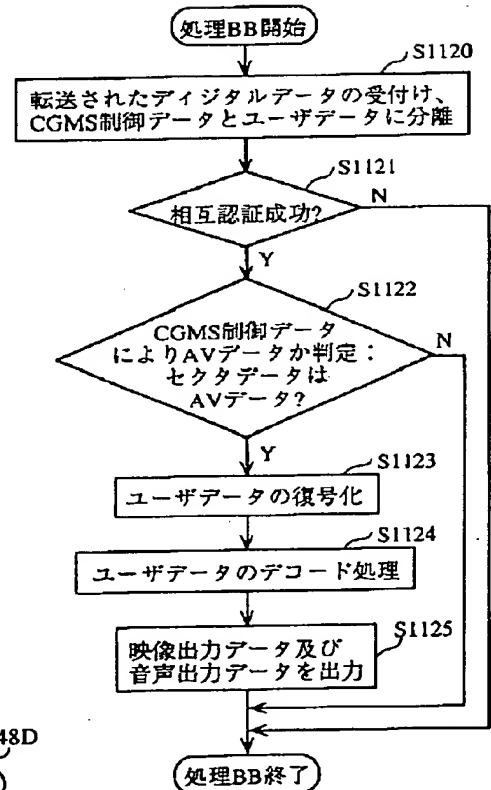 処理BB開始
S1120
転送されたディジタルデータの受付け、
CGMS制御データとユーザデータに分離
S1121
相互認証成功?
N
Y
S1122
CGMS制御データ
によりAVデータか判定：
セクタデータは
AVデータ?
N
Y
S1123
ユーザデータの復号化
S1124
ユーザデータのデコード処理
S1125
映像出力データ及び
音声出力データを出力
48D
処理BB終了